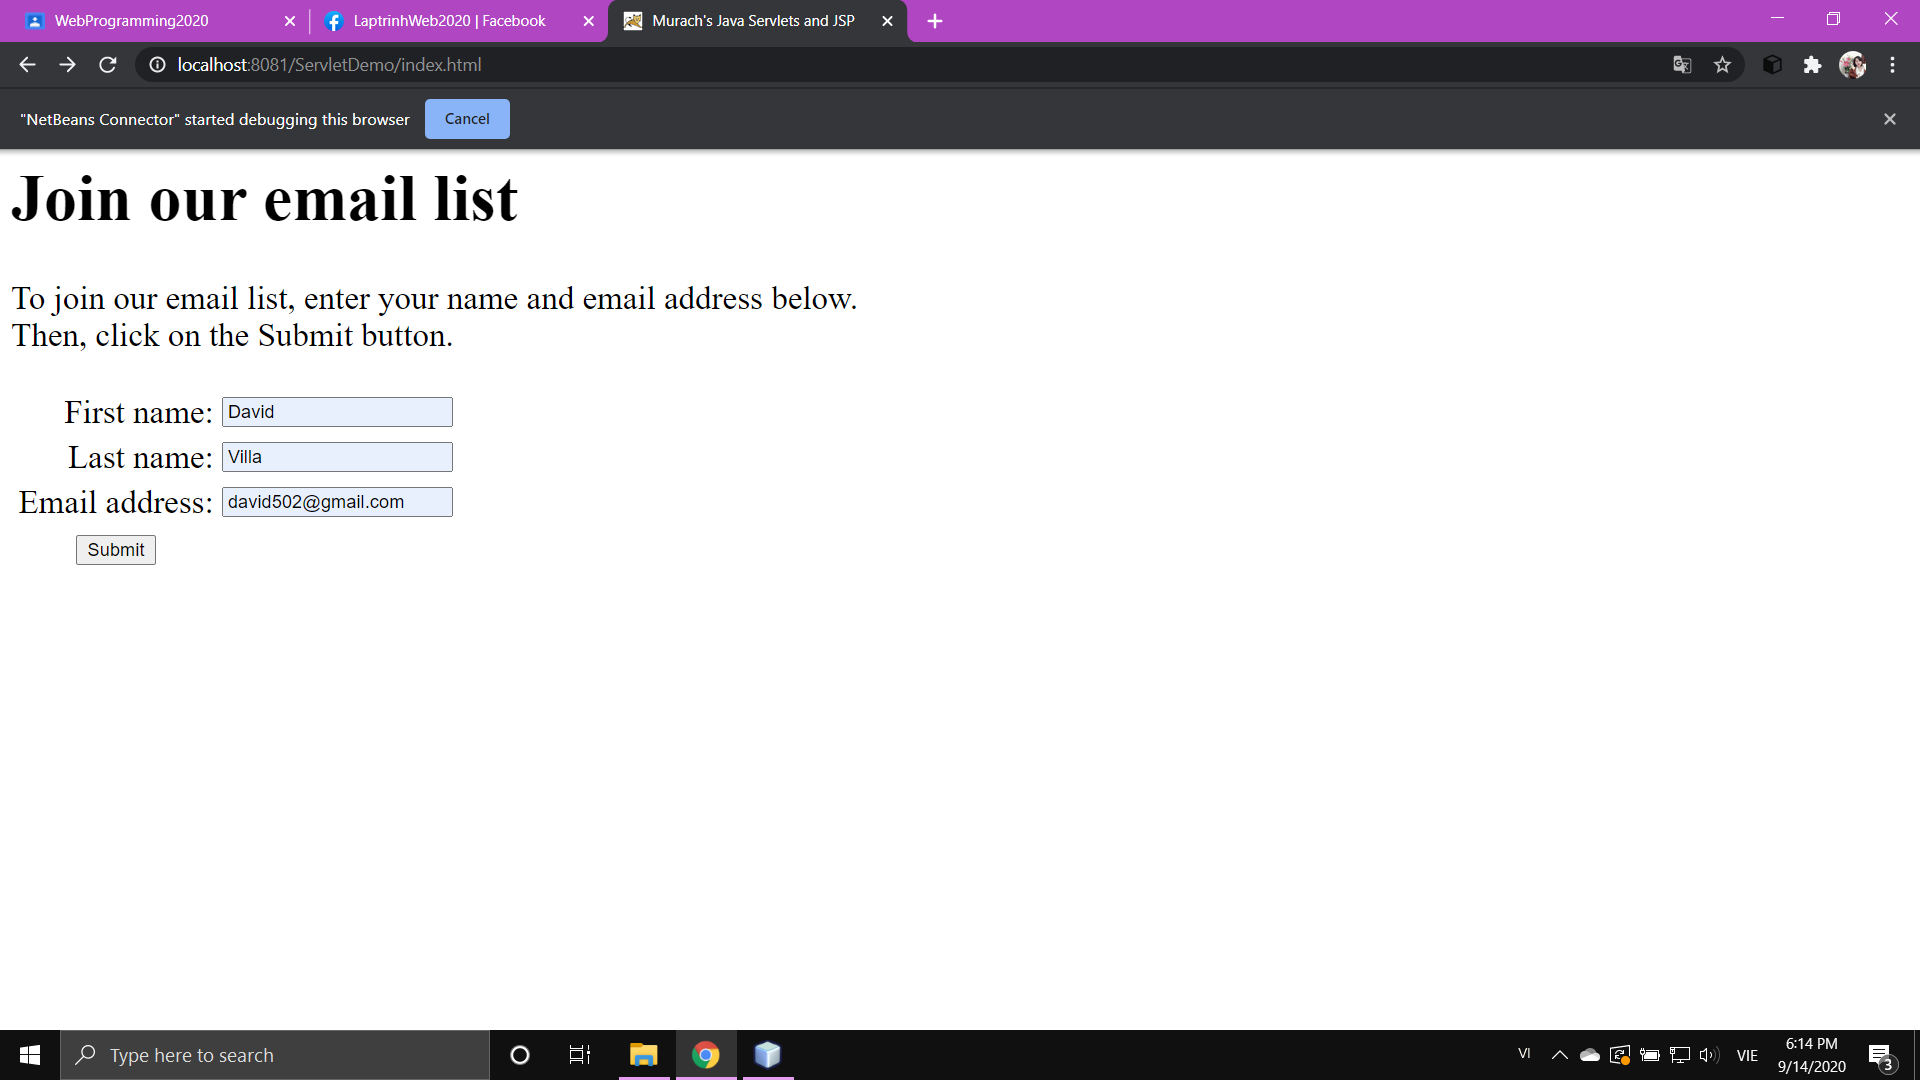 WebProgramming2020
LaptrinhWeb2020 | Facebook
Murach's Java Servlets and JSP
localhost:8081/ServletDemo/index.html
"NetBeans Connector" started debugging this browser
Cancel
Join our email list
To join our email list, enter your name and email address below.
Then, click on the Submit button.
First name: David
Last name: Villa
Email address: david502@gmail.com
Submit
Type here to search
VI
VIE
6:14 PM
9/14/2020
3